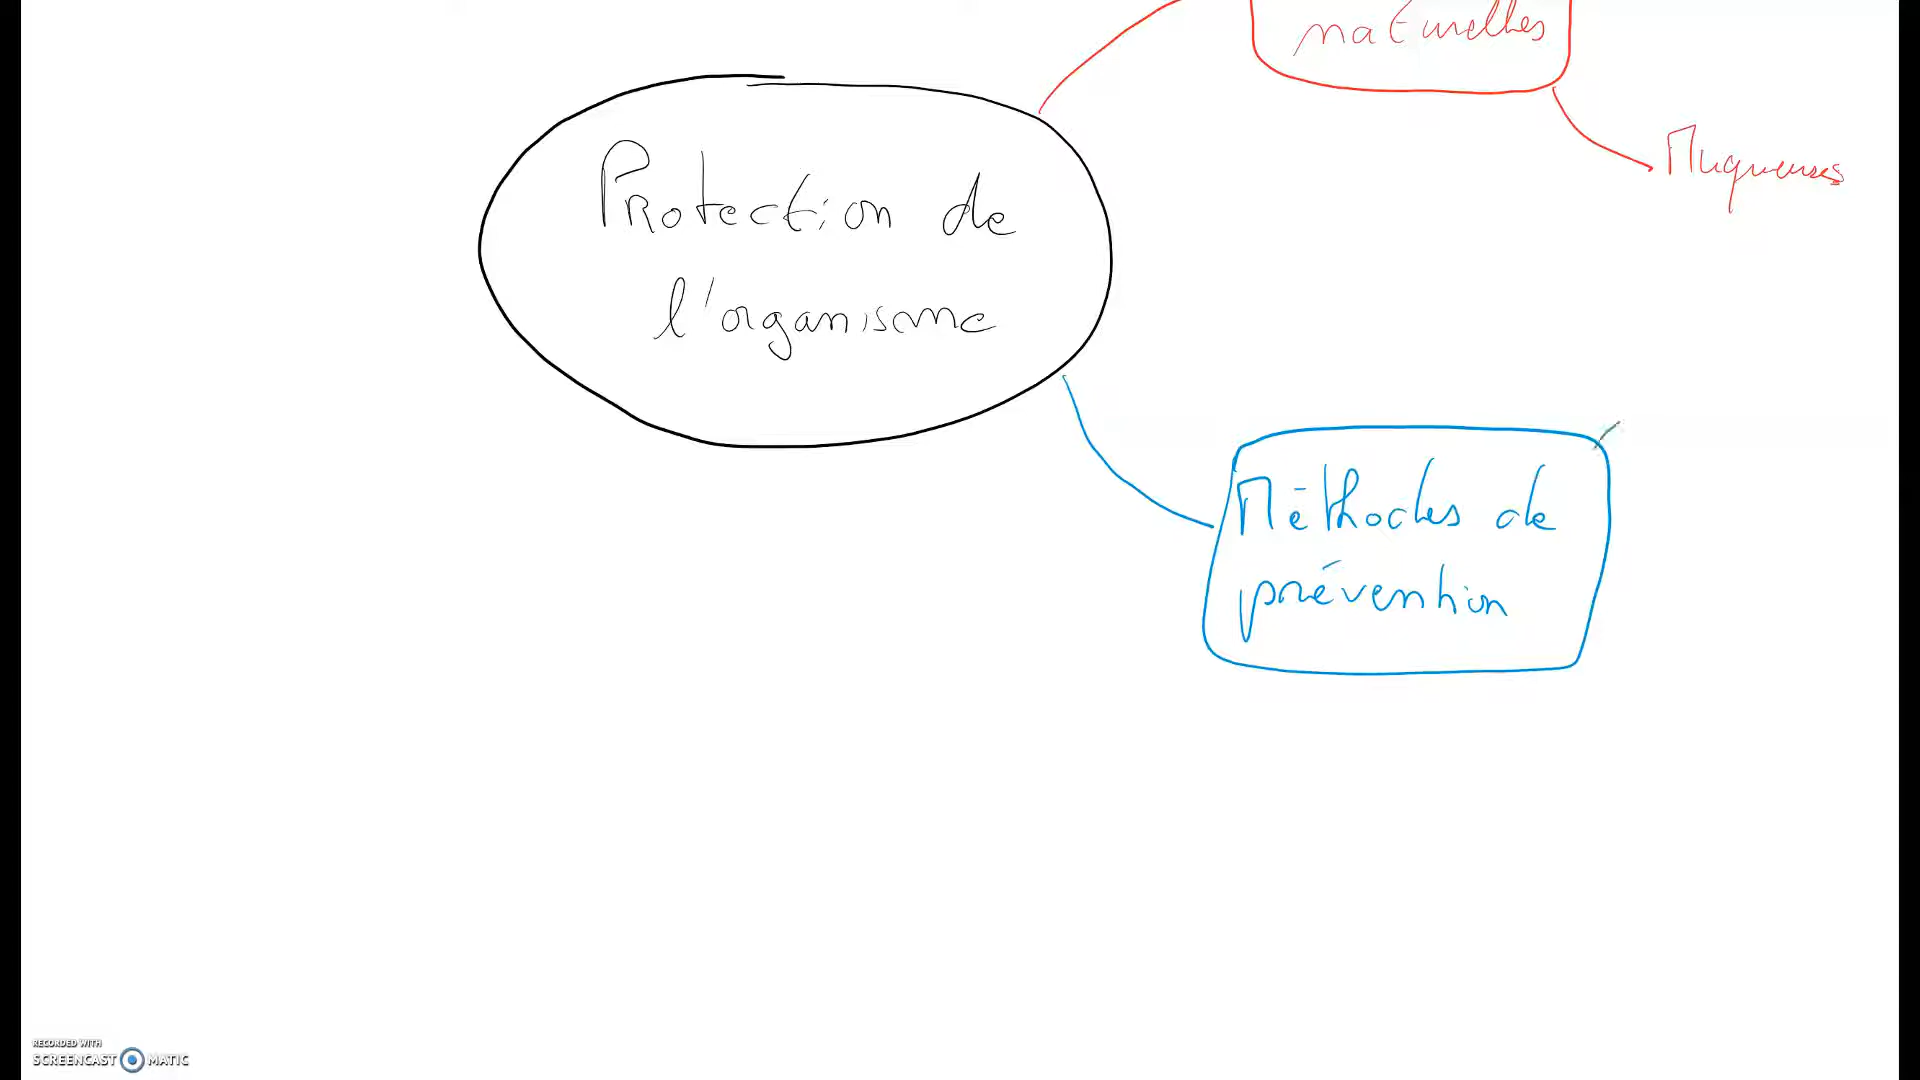 naturelles
Muqueuses
Protection de
l'organisme
Méthodes de
prévention
RECORDED WITH
SCREENCAST MATIC